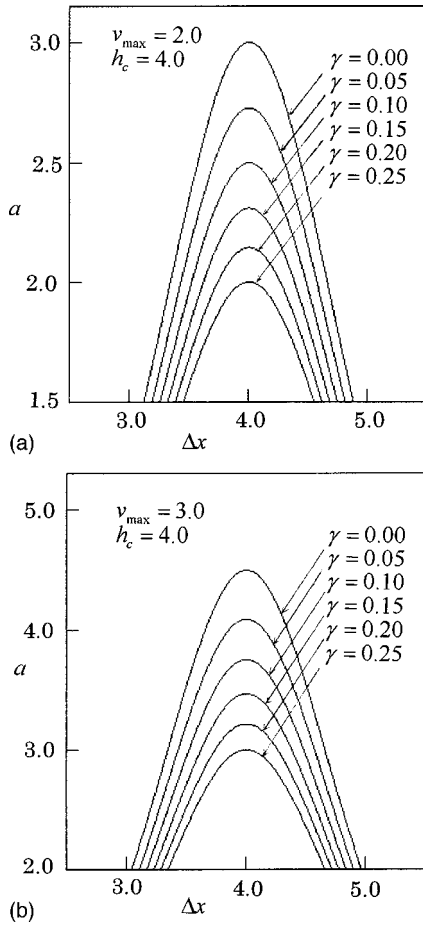 3.0
v_max = 2.0
h_c = 4.0
γ = 0.00
γ = 0.05
γ = 0.10
γ = 0.15
γ = 0.20
γ = 0.25
2.5
a
2.0
1.5
3.0 4.0 5.0
(a) Δx
5.0
v_max = 3.0
h_c = 4.0
γ = 0.00
γ = 0.05
γ = 0.10
γ = 0.15
γ = 0.20
γ = 0.25
4.0
a
3.0
2.0
3.0 4.0 5.0
(b) Δx